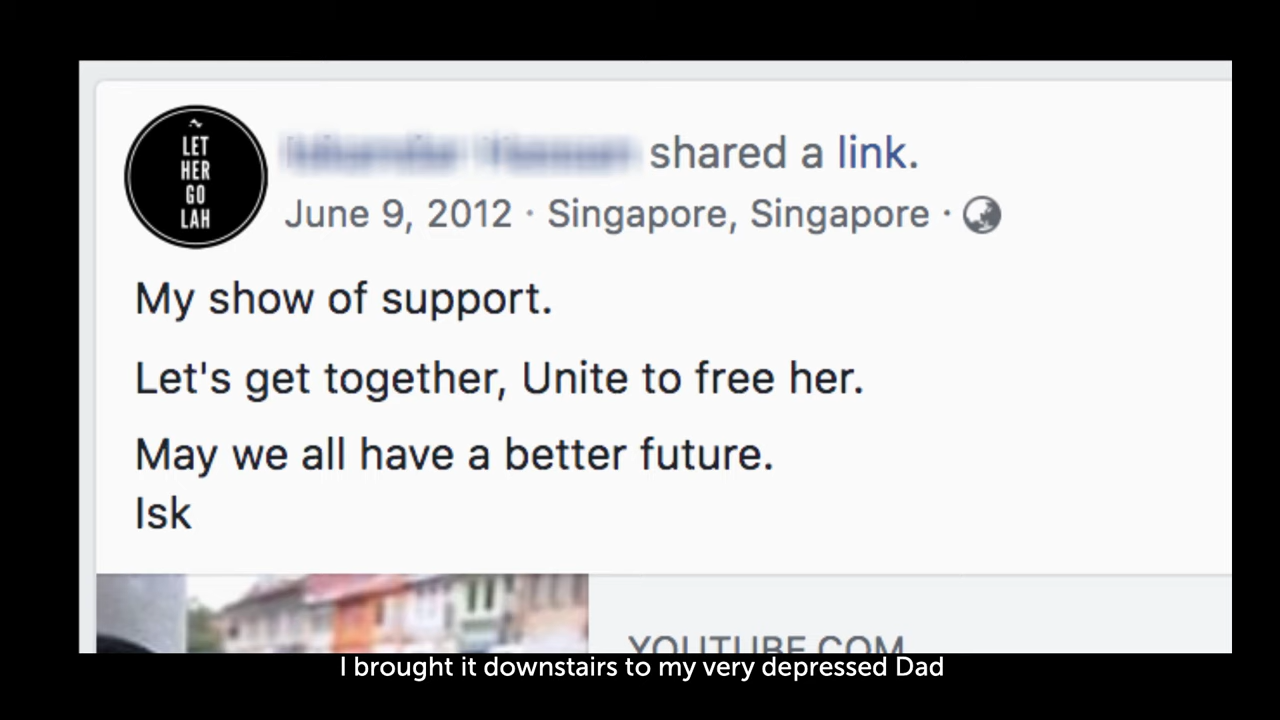 LET
HER
GO
LAH
shared a link.
June 9, 2012 · Singapore, Singapore ·
My show of support.
Let's get together, Unite to free her.
May we all have a better future.
Isk
YOUTUBE.COM
I brought it downstairs to my very depressed Dad